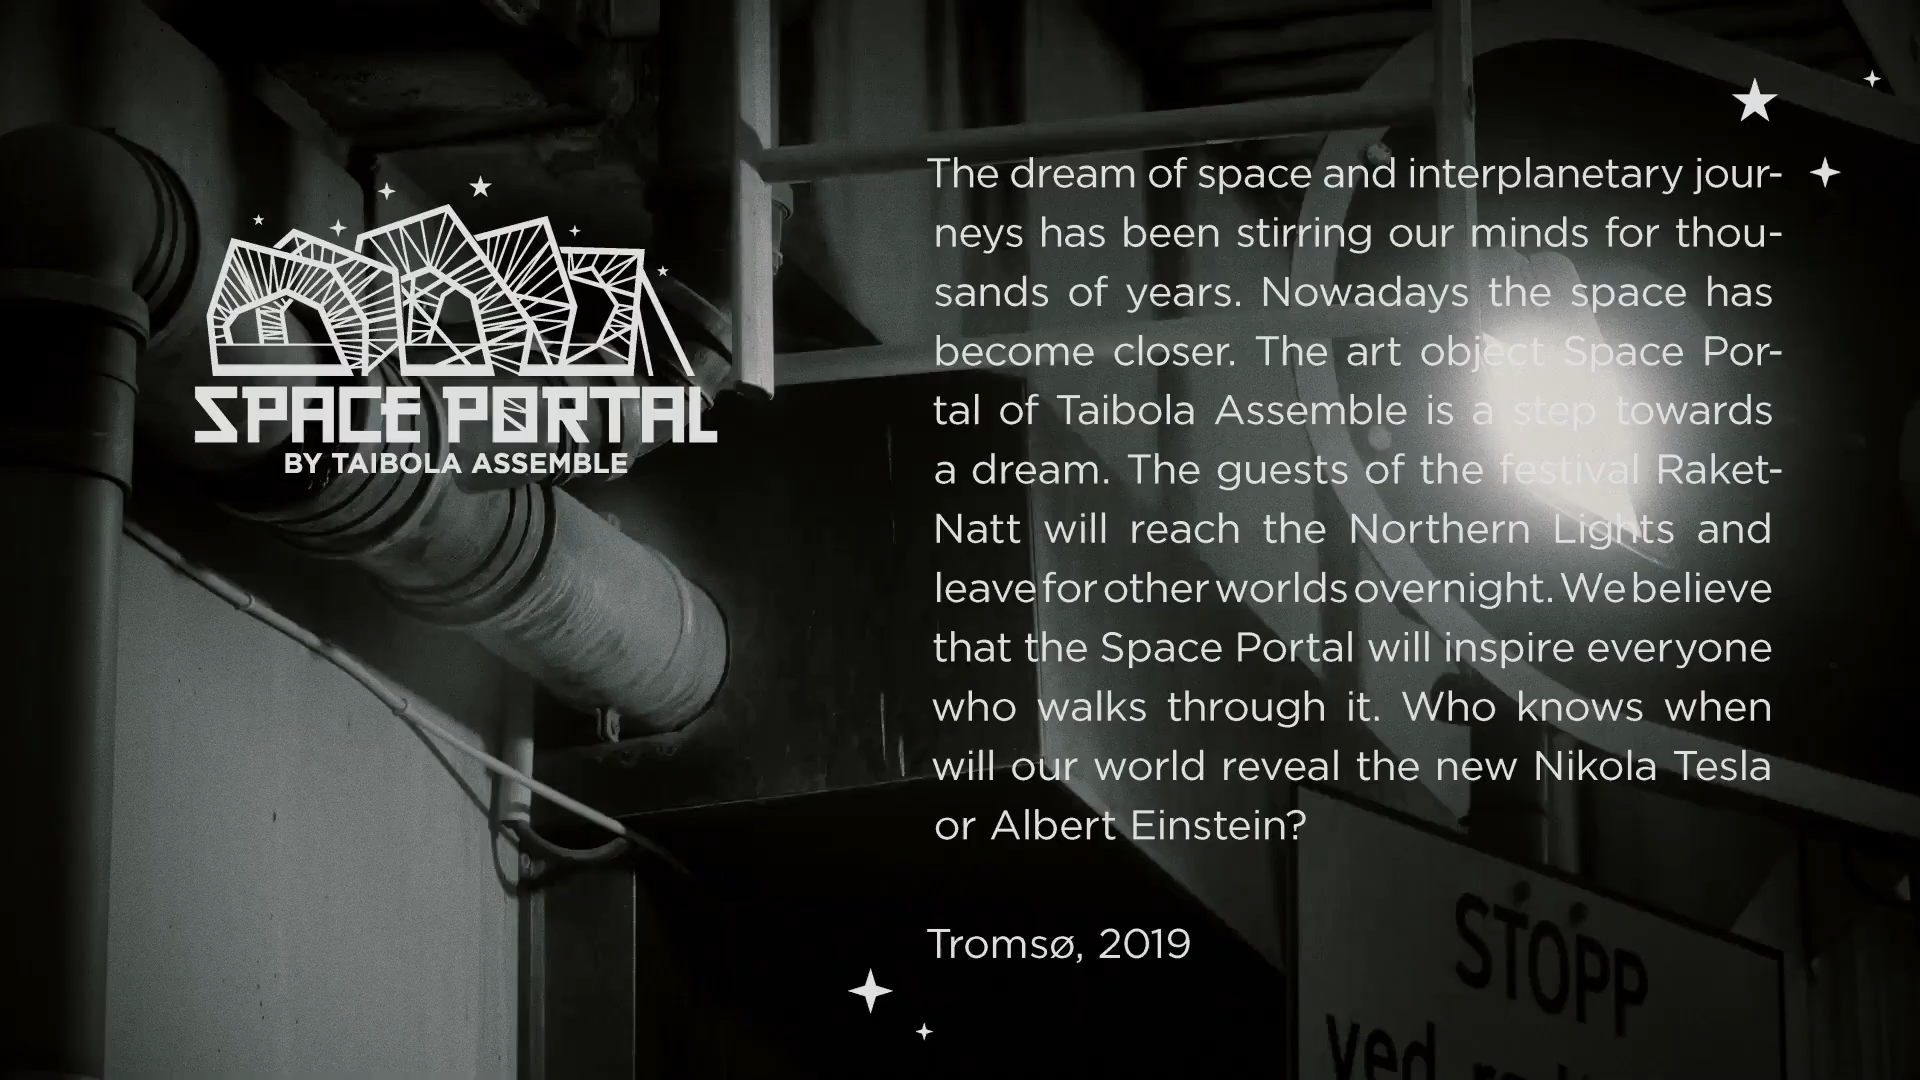 SPACE PORTAL
BY TAIBOLA ASSEMBLE
The dream of space and interplanetary jour-
neys has been stirring our minds for thou-
sands of years. Nowadays the space has
become closer. The art object Space Por-
tal of Taibola Assemble is a step towards
a dream. The guests of the festival Raket-
Natt will reach the Northern Lights and
leave for other worlds overnight. We believe
that the Space Portal will inspire everyone
who walks through it. Who knows when
will our world reveal the new Nikola Tesla
or Albert Einstein?
Tromsø, 2019
STOPP
ved